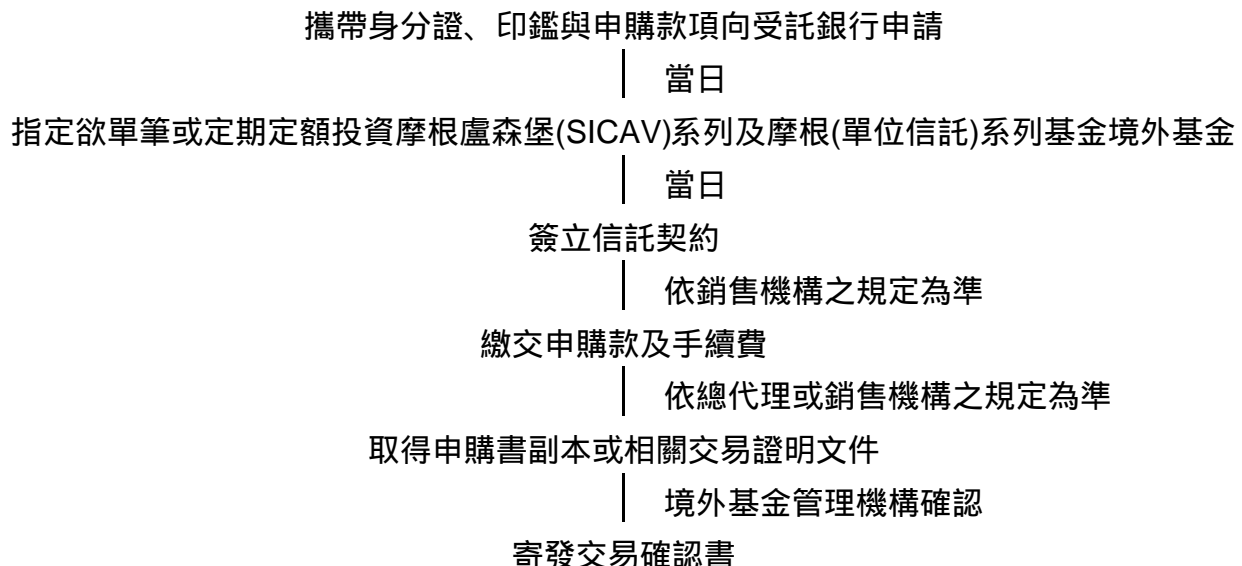 攜帶身分證、印鑑與申購款項向受託銀行申請
當日
指定欲單筆或定期定額投資摩根盧森堡(SICAV)系列及摩根(單位信託)系列基金境外基金
當日
簽立信託契約
依銷售機構之規定為準
繳交申購款及手續費
依總代理或銷售機構之規定為準
取得申購書副本或相關交易證明文件
境外基金管理機構確認
寄發交易確認書